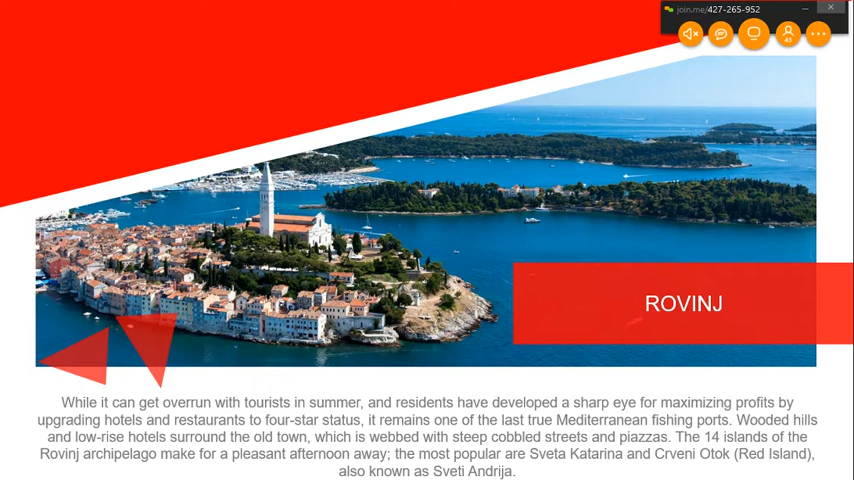 join.me/427-265-952
43
ROVINJ
While it can get overrun with tourists in summer, and residents have developed a sharp eye for maximizing profits by
upgrading hotels and restaurants to four-star status, it remains one of the last true Mediterranean fishing ports. Wooded hills
and low-rise hotels surround the old town, which is webbed with steep cobbled streets and piazzas. The 14 islands of the
Rovinj archipelago make for a pleasant afternoon away; the most popular are Sveta Katarina and Crveni Otok (Red Island),
also known as Sveti Andrija.